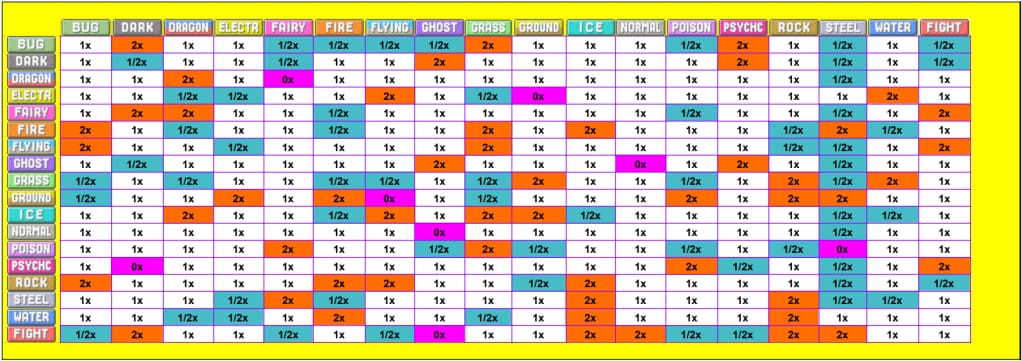 BUG DARK DRAGON ELECTR FAIRY FIRE FLYING GHOST GRASS GROUND ICE NORMAL POISON PSYCHC ROCK STEEL WATER FIGHT
BUG 1x 2x 1x 1x 1/2x 1/2x 1/2x 1/2x 2x 1x 1x 1x 1/2x 2x 1x 1/2x 1x 1/2x
DARK 1x 1/2x 1x 1x 1/2x 1x 1x 2x 1x 1x 1x 1x 1x 2x 1x 1/2x 1x 1/2x
DRAGON 1x 1x 2x 1x 0x 1x 1x 1x 1x 1x 1x 1x 1x 1x 1x 1/2x 1x 1x
ELECTR 1x 1x 1/2x 1/2x 1x 1x 2x 1x 1/2x 0x 1x 1x 1x 1x 1x 1x 2x 1x
FAIRY 1x 2x 2x 1x 1x 1/2x 1x 1x 1x 1x 1x 1x 1/2x 1x 1x 1/2x 1x 2x
FIRE 2x 1x 1/2x 1x 1x 1/2x 1x 1x 2x 1x 2x 1x 1x 1x 1/2x 2x 1/2x 1x
FLYING 2x 1x 1x 1/2x 1x 1x 1x 1x 2x 1x 1x 1x 1x 1x 1/2x 1/2x 1x 2x
GHOST 1x 1/2x 1x 1x 1x 1x 1x 2x 1x 1x 1x 0x 1x 2x 1x 1/2x 1x 1x
GRASS 1/2x 1x 1/2x 1x 1x 1/2x 1/2x 1x 1/2x 2x 1x 1x 1/2x 1x 2x 1/2x 2x 1x
GROUND 1/2x 1x 1x 2x 1x 2x 0x 1x 1/2x 1x 1x 1x 2x 1x 2x 2x 1x 1x
ICE 1x 1x 2x 1x 1x 1/2x 2x 1x 2x 2x 1/2x 1x 1x 1x 1x 1/2x 1/2x 1x
NORMAL 1x 1x 1x 1x 1x 1x 1x 0x 1x 1x 1x 1x 1x 1x 1x 1/2x 1x 1x
POISON 1x 1x 1x 1x 2x 1x 1x 1/2x 2x 1/2x 1x 1x 1/2x 1x 1/2x 0x 1x 1x
PSYCHC 1x 0x 1x 1x 1x 1x 1x 1x 1x 1x 1x 1x 2x 1/2x 1x 1/2x 1x 2x
ROCK 2x 1x 1x 1x 1x 2x 2x 1x 1x 1/2x 2x 1x 1x 1x 1x 1/2x 1x 1/2x
STEEL 1x 1x 1x 1/2x 2x 1/2x 1x 1x 1x 1x 2x 1x 1x 1x 2x 1/2x 1/2x 1x
WATER 1x 1x 1/2x 1/2x 1x 2x 1x 1x 1/2x 1x 2x 1x 1x 1x 2x 1x 1x 1x
FIGHT 1/2x 2x 1x 1x 1/2x 1x 1/2x 0x 1x 1x 2x 2x 1/2x 1/2x 2x 2x 1x 1x